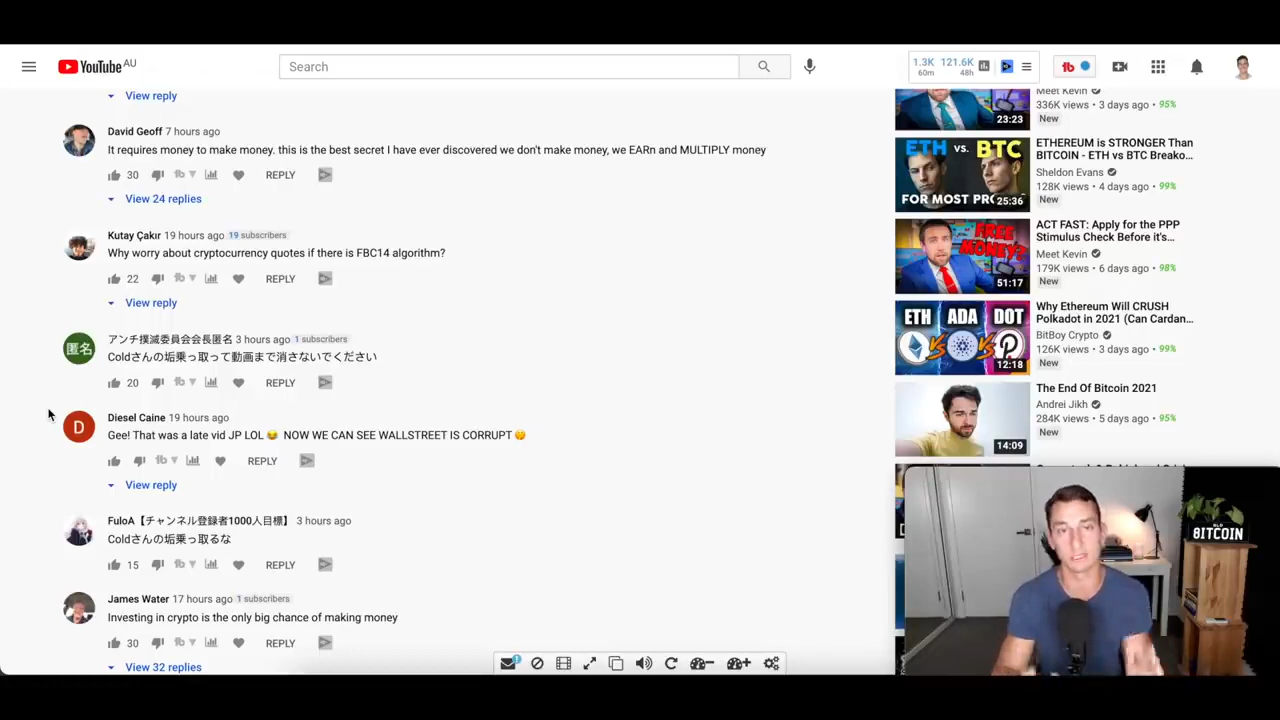 YouTube AU
Search
1.3K 121.6K
60m 48h
tb
View reply
David Geoff 7 hours ago
It requires money to make money. this is the best secret I have ever discovered we don't make money, we EARn and MULTIPLY money
30 tb REPLY
View 24 replies
Kutay Çakır 19 hours ago 19 subscribers
Why worry about cryptocurrency quotes if there is FBC14 algorithm?
22 tb REPLY
View reply
匿名
アンチ撲滅委員会会長匿名 3 hours ago 1 subscribers
Coldさんの垢乗っ取って動画まで消さないでください
20 tb REPLY
D
Diesel Caine 19 hours ago
Gee! That was a late vid JP LOL 😂 NOW WE CAN SEE WALLSTREET IS CORRUPT 🤭
tb REPLY
View reply
FuloA【チャンネル登録者1000人目標】 3 hours ago
Coldさんの垢乗っ取るな
15 tb REPLY
James Water 17 hours ago 1 subscribers
Investing in crypto is the only big chance of making money
30 tb REPLY
View 32 replies
23:23
Meet Kevin
336K views • 3 days ago • 95%
New
ETH VS. BTC
FOR MOST PRO
25:36
ETHEREUM is STRONGER Than
BITCOIN - ETH vs BTC Breako...
Sheldon Evans
128K views • 4 days ago • 99%
New
FREE
MONEY?
51:17
ACT FAST: Apply for the PPP
Stimulus Check Before it's...
Meet Kevin
179K views • 6 days ago • 98%
New
ETH VS ADA VS DOT
12:18
Why Ethereum Will CRUSH
Polkadot in 2021 (Can Cardan...
BitBoy Crypto
126K views • 3 days ago • 99%
New
14:09
The End Of Bitcoin 2021
Andrei Jikh
284K views • 5 days ago • 95%
New
BITCOIN